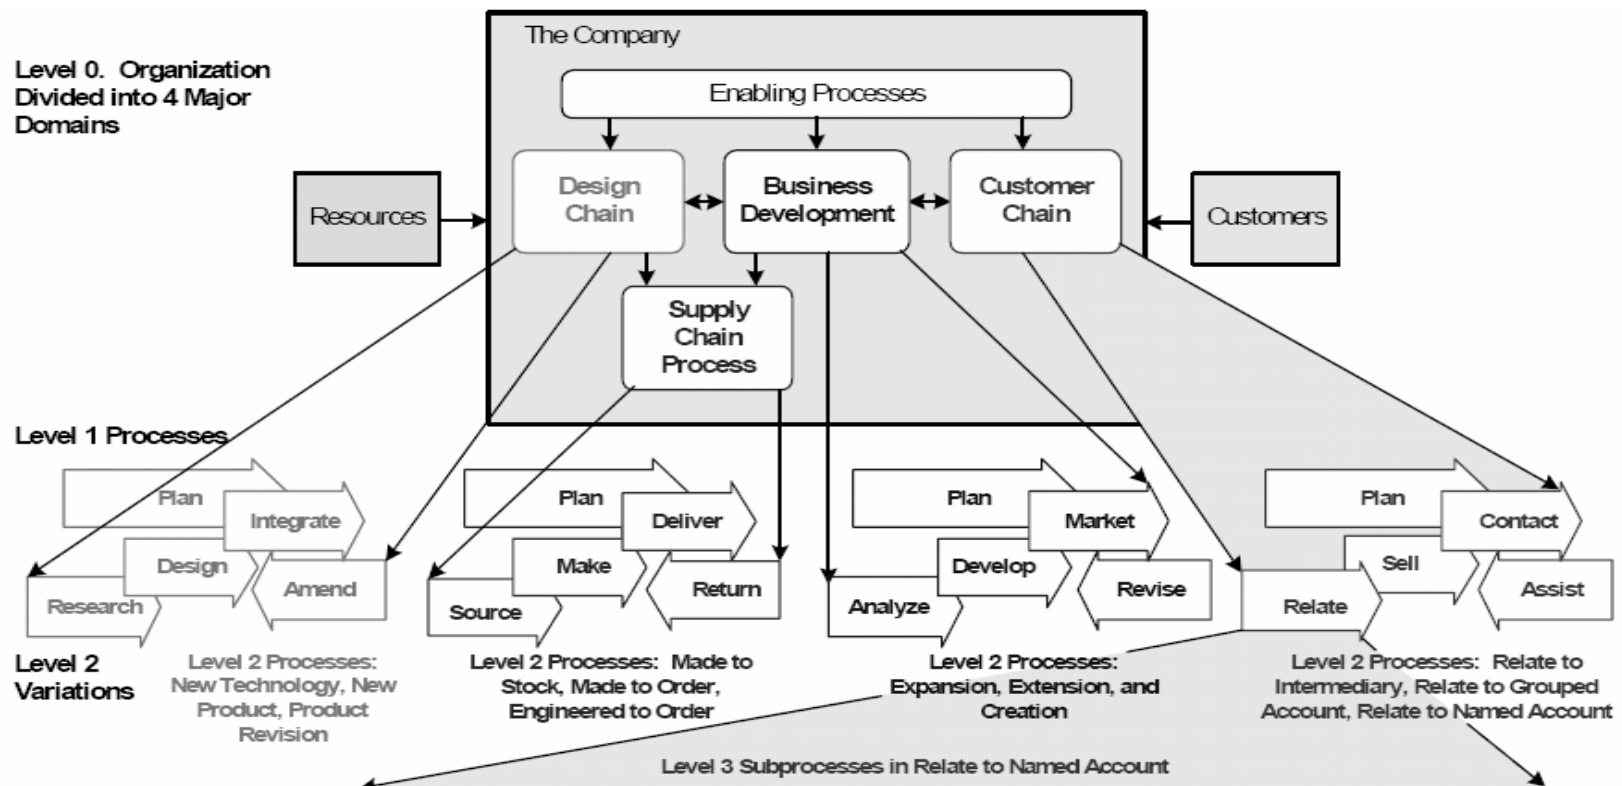 The Company
Level 0.  Organization
Divided into 4 Major
Domains
Enabling Processes
Design
Chain
Business
Development
Customer
Chain
Resources
Customers
Supply
Chain
Process
Level 1 Processes
Plan
Integrate
Design
Amend
Research
Plan
Deliver
Make
Return
Source
Plan
Market
Develop
Revise
Analyze
Plan
Contact
Sell
Assist
Relate
Level 2
Variations
Level 2 Processes:
New Technology, New
Product, Product
Revision
Level 2 Processes:  Made to
Stock, Made to Order,
Engineered to Order
Level 2 Processes:
Expansion, Extension, and
Creation
Level 2 Processes:  Relate to
Intermediary, Relate to Grouped
Account, Relate to Named Account
Level 3 Subprocesses in Relate to Named Account